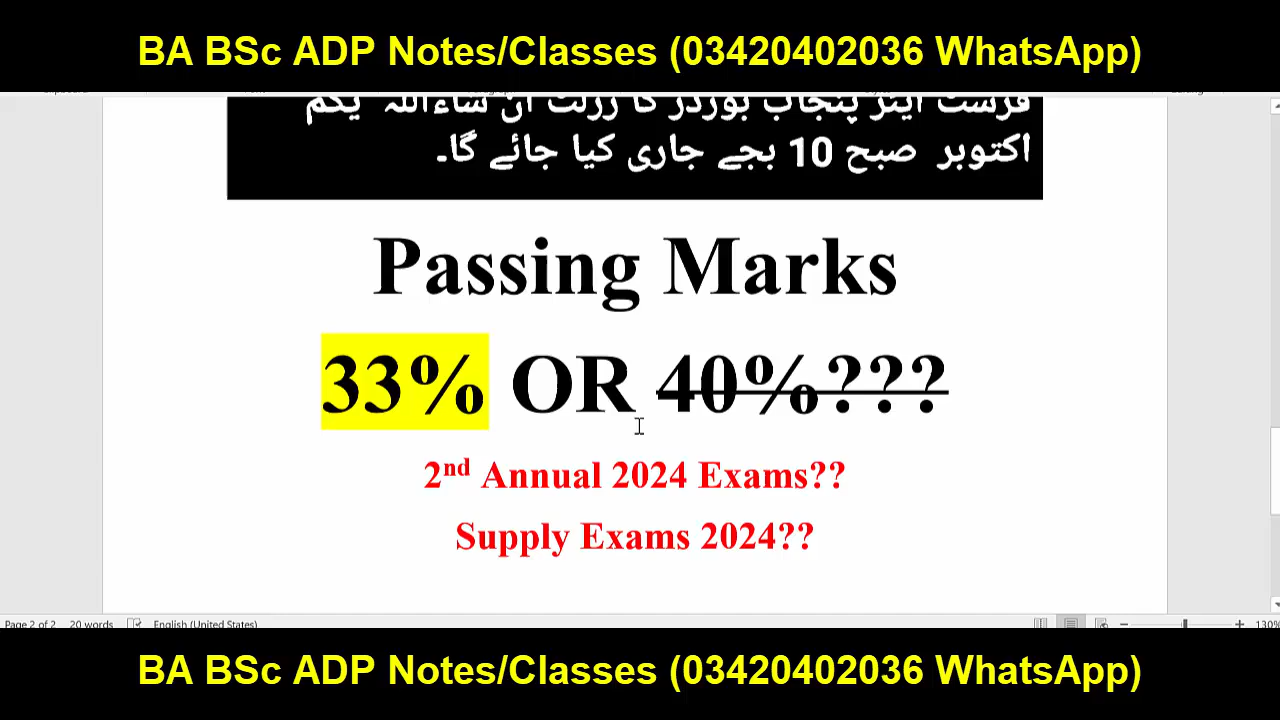 BA BSc ADP Notes/Classes (03420402036 WhatsApp)
فرسٹ ایئر پنجاب بورڈز کا رزلٹ ان شاءاللہ یکم
اکتوبر صبح 10 بجے جاری کیا جائے گا۔
Passing Marks
33% OR 40%???
2nd Annual 2024 Exams??
Supply Exams 2024??
Page 2 of 2 20 words English (United States) 130%
BA BSc ADP Notes/Classes (03420402036 WhatsApp)